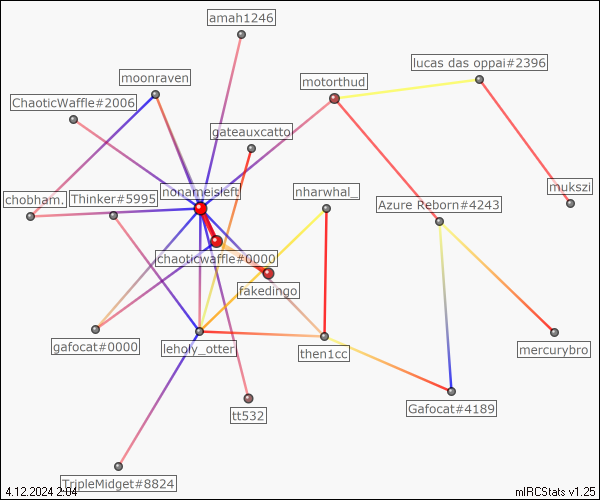 amah1246
lucas das oppai#2396
moonraven
motorthud
ChaoticWaffle#2006
gateauxcatto
nonameisleft
nharwhal_
mukszi
chobham.
Thinker#5995
Azure Reborn#4243
chaoticwaffle#0000
fakedingo
gafocat#0000
leholy_otter
then1cc
mercurybro
tt532
Gafocat#4189
TripleMidget#8824
4.12.2024 2:04
mIRCStats v1.25